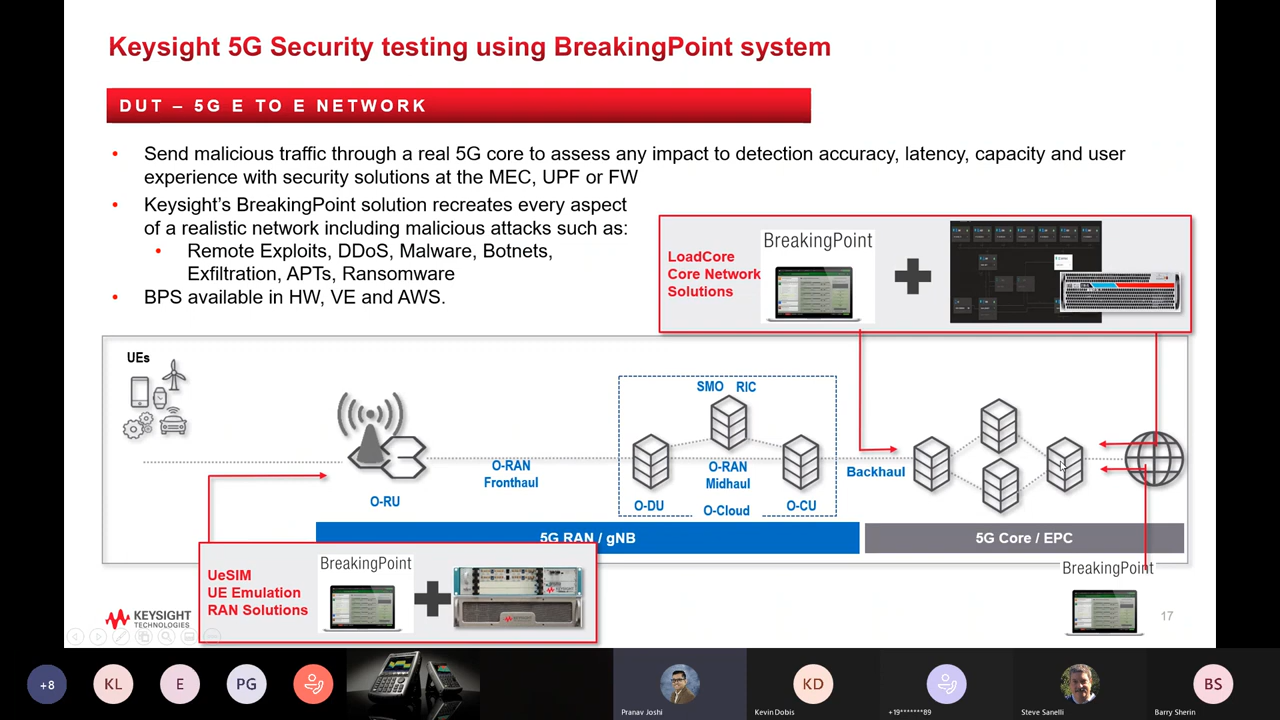 Keysight 5G Security testing using BreakingPoint system
DUT – 5G E TO E NETWORK
• Send malicious traffic through a real 5G core to assess any impact to detection accuracy, latency, capacity and user
experience with security solutions at the MEC, UPF or FW
• Keysight’s BreakingPoint solution recreates every aspect
of a realistic network including malicious attacks such as:
• Remote Exploits, DDoS, Malware, Botnets,
Exfiltration, APTs, Ransomware
• BPS available in HW, VE and AWS.
LoadCore
Core Network
Solutions
BreakingPoint
UEs
SMO RIC
O-RAN
Fronthaul
O-RAN
Midhaul
Backhaul
O-RU
O-DU
O-Cloud
O-CU
5G RAN / gNB
5G Core / EPC
UeSIM
UE Emulation
RAN Solutions
BreakingPoint
BreakingPoint
KEYSIGHT
TECHNOLOGIES
17
+8
KL
E
PG
Pranav Joshi
KD
Kevin Dobis
+19*******89
Steve Sanelli
BS
Barry Sherin